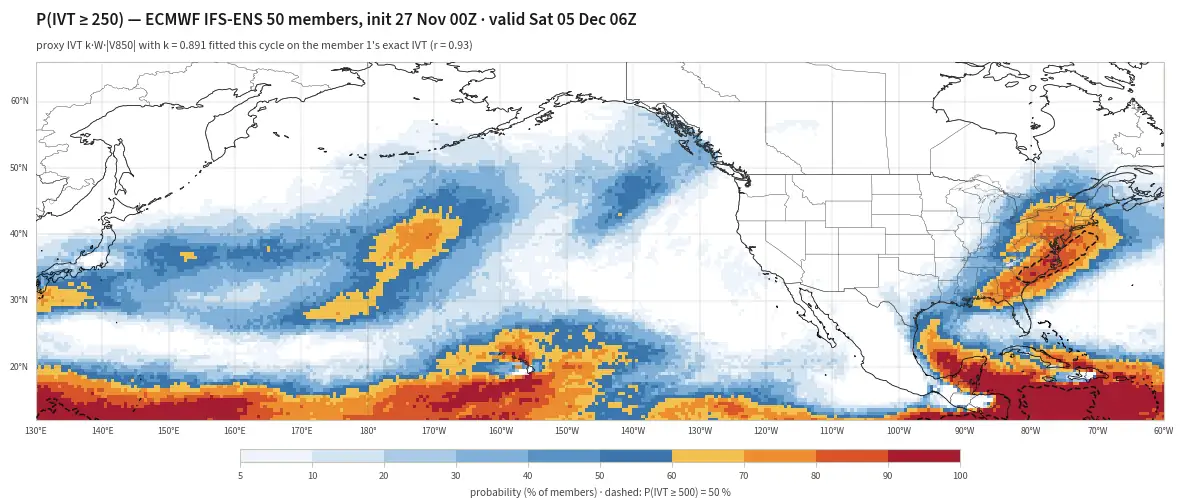 P(IVT ≥ 250) — ECMWF IFS-ENS 50 members, init 27 Nov 00Z · valid Sat 05 Dec 06Z
proxy IVT k·W·|V850| with k = 0.891 fitted this cycle on the member 1's exact IVT (r = 0.93)
60°N
50°N
40°N
30°N
20°N
130°E 140°E 150°E 160°E 170°E 180° 170°W 160°W 150°W 140°W 130°W 120°W 110°W 100°W 90°W 80°W 70°W 60°W
5 10 20 30 40 50 60 70 80 90 100
probability (% of members) · dashed: P(IVT ≥ 500) = 50 %